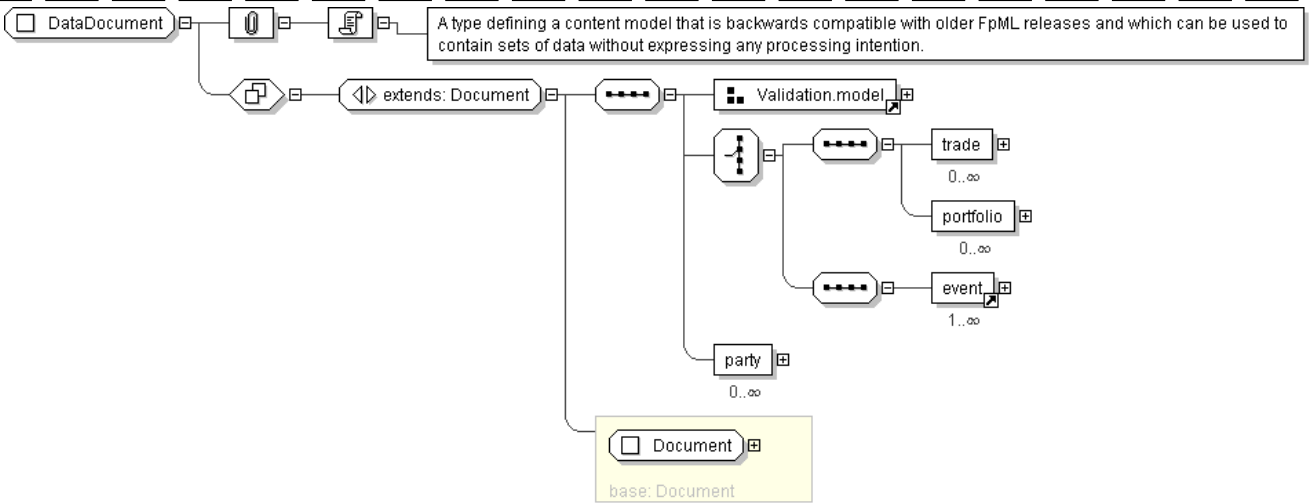 DataDocument
A type defining a content model that is backwards compatible with older FpML releases and which can be used to
contain sets of data without expressing any processing intention.
extends: Document
Validation.model
trade
0..∞
portfolio
0..∞
event
1..∞
party
0..∞
Document
base: Document